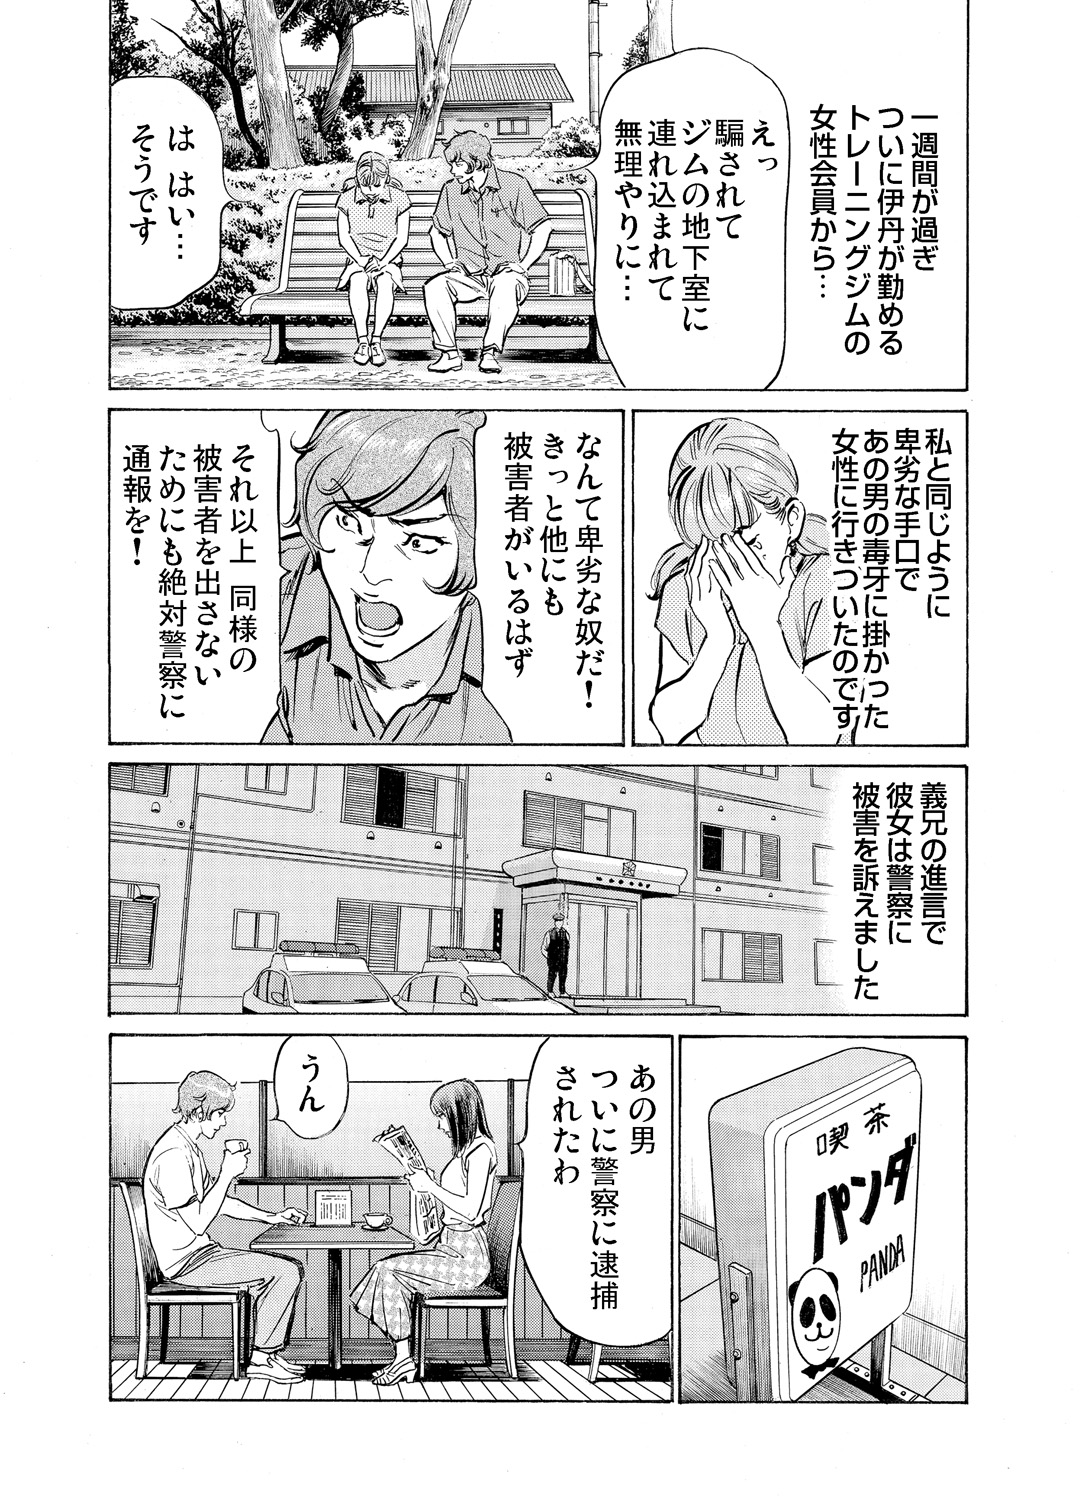 一週間が過ぎ
ついに伊丹が勤める
トレーニングジムの
女性会員から…
えっ
騙されて
ジムの地下室に
連れ込まれて
無理やりに…
は はい…
そうです
私と同じように
卑劣な手口で
あの男の毒牙に掛かった
女性に行きついたのです
なんて卑劣な奴だ！
きっと他にも
被害者がいるはず
それ以上 同様の
被害者を出さない
ためにも絶対警察に
通報を！
義兄の進言で
彼女は警察に
被害を訴えました
喫茶
パンダ
PANDA
あの男
ついに警察に逮捕
されたわ
うん